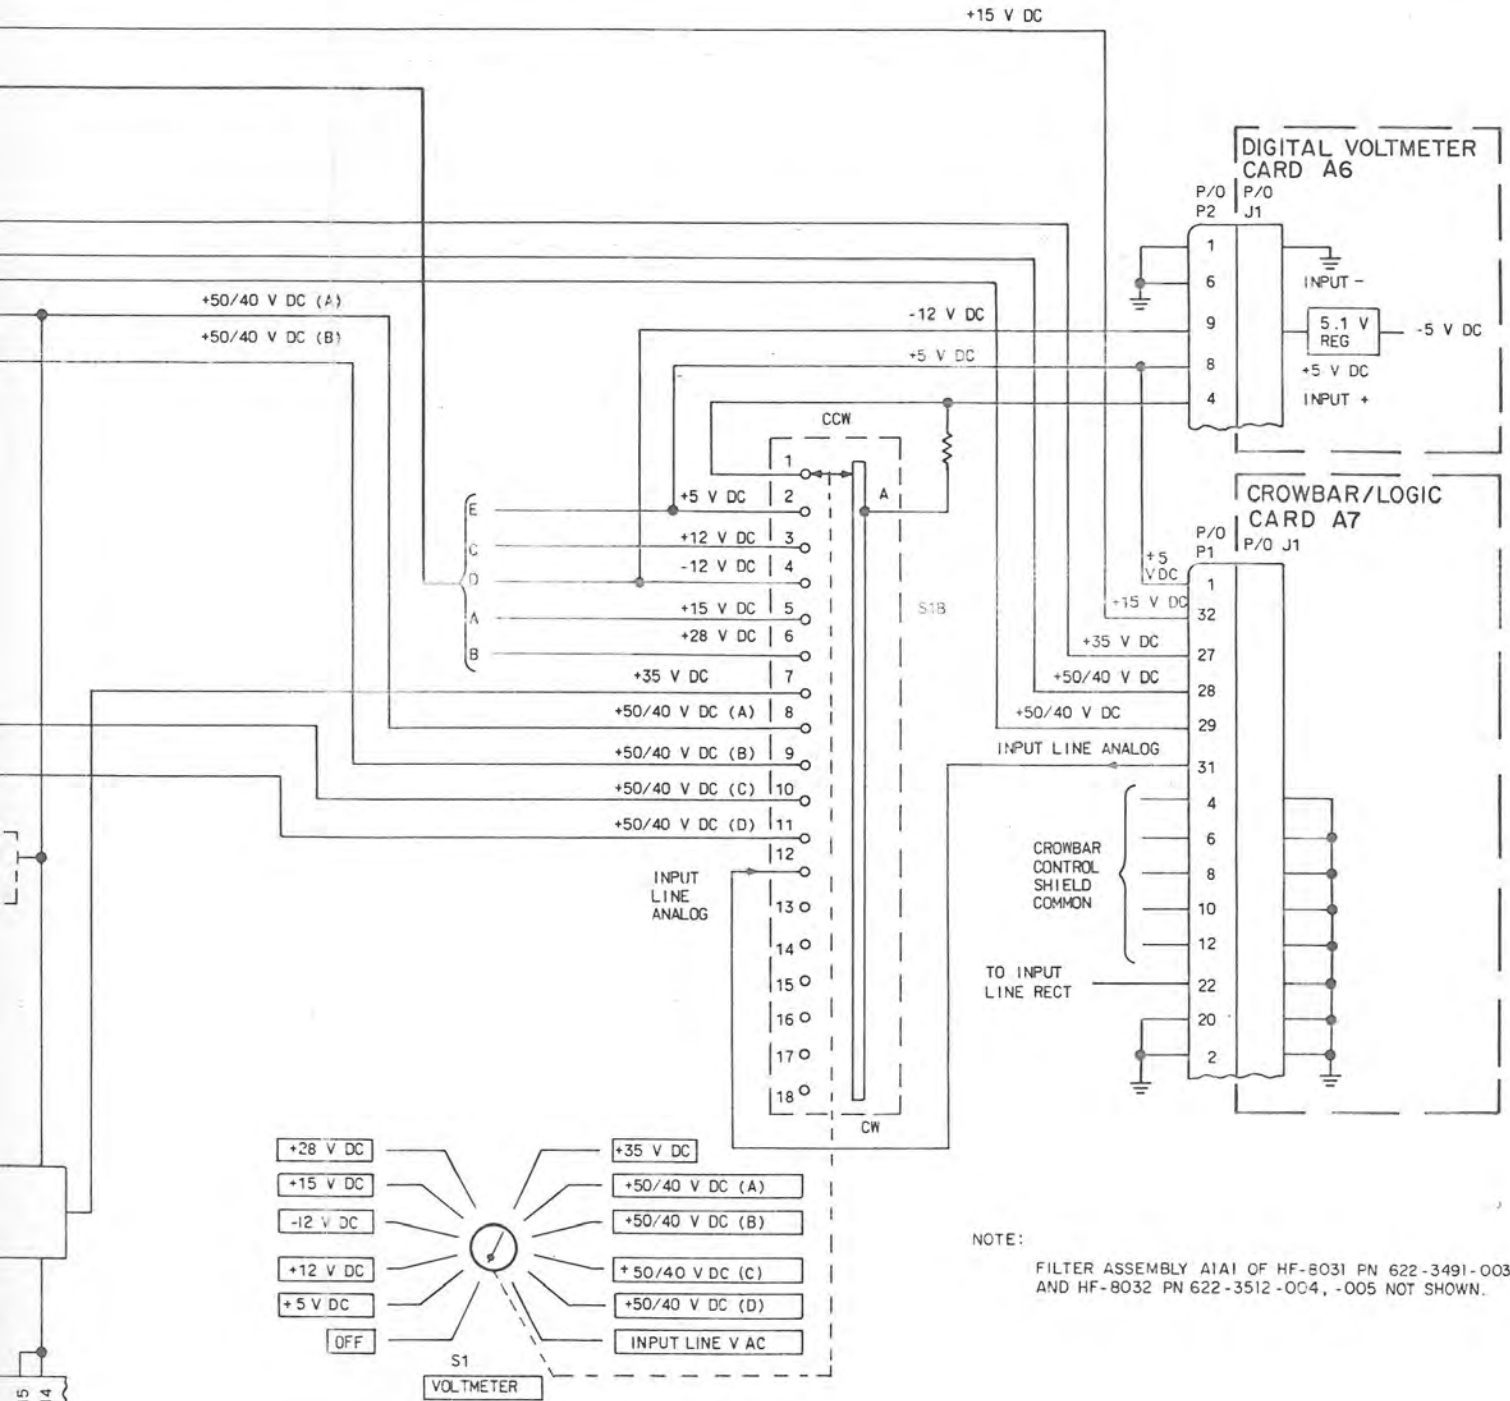 +15 V DC
DIGITAL VOLTMETER
CARD A6
P/O P/O
P2 J1
1
6
INPUT -
9
5.1 V
REG
-5 V DC
8
+5 V DC
4
INPUT +
+50/40 V DC (A)
+50/40 V DC (B)
-12 V DC
+5 V DC
CCW
1
A
E
+5 V DC
2
C
+12 V DC
3
D
-12 V DC
4
A
+15 V DC
5
+28 V DC
6
B
+35 V DC
7
+50/40 V DC (A)
8
+50/40 V DC (B)
9
+50/40 V DC (C)
10
+50/40 V DC (D)
11
12
INPUT
LINE
ANALOG
13
14
15
16
17
18
CW
S1B
CROWBAR/LOGIC
CARD A7
P/O
P1
P/O J1
+5
V DC
1
+15 V DC
32
+35 V DC
27
+50/40 V DC
28
+50/40 V DC
29
INPUT LINE ANALOG
31
4
6
8
10
12
CROWBAR
CONTROL
SHIELD
COMMON
TO INPUT
LINE RECT
22
20
2
+28 V DC
+15 V DC
-12 V DC
+12 V DC
+5 V DC
OFF
+35 V DC
+50/40 V DC (A)
+50/40 V DC (B)
+50/40 V DC (C)
+50/40 V DC (D)
INPUT LINE V AC
S1
VOLTMETER
NOTE:
FILTER ASSEMBLY A1A1 OF HF-8031 PN 622-3491-003
AND HF-8032 PN 622-3512-004, -005 NOT SHOWN.